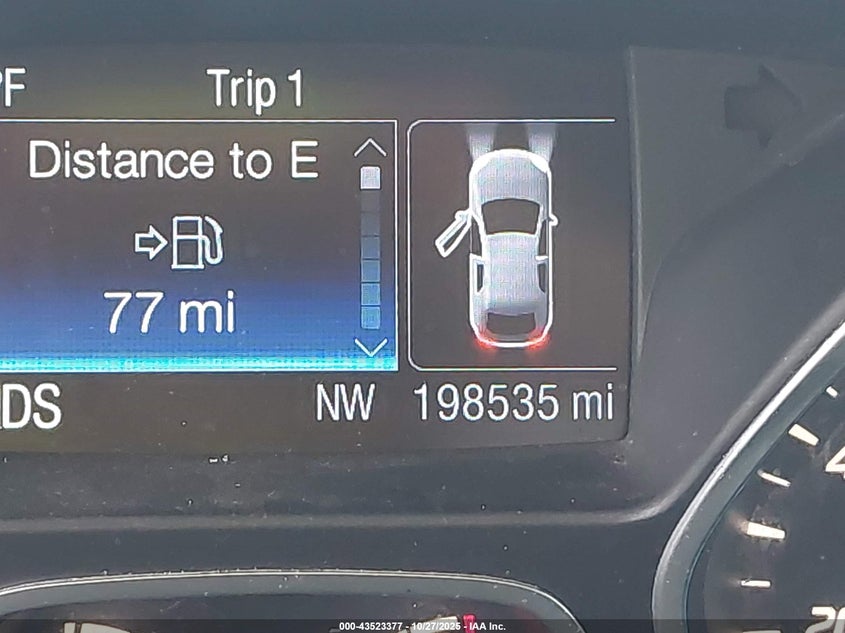 °F
Trip 1
Distance to E
77 mi
NW
198535 mi
000-43523377 - 10/27/2025 - IAA Inc.